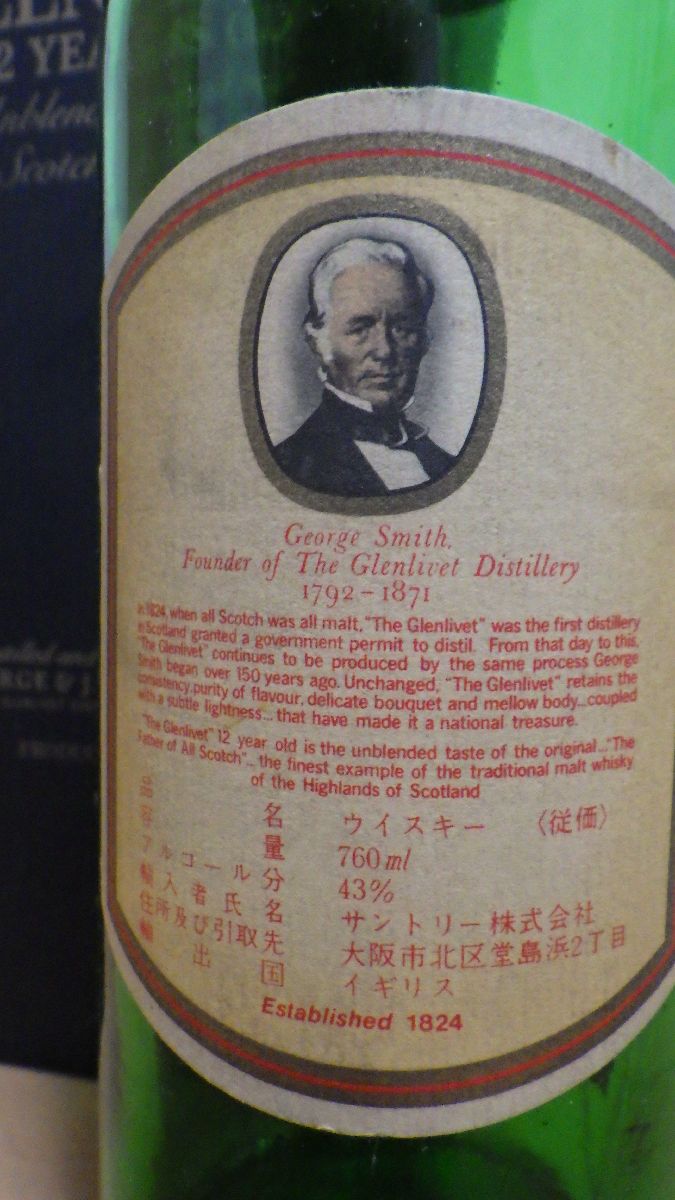 2 YEA
Scotch
George Smith,
Founder of The Glenlivet Distillery
1792-1871
In 1824, when all Scotch was all malt, "The Glenlivet" was the first distillery
in Scotland granted a government permit to distil. From that day to this,
"The Glenlivet" continues to be produced by the same process George
Smith began over 150 years ago. Unchanged, "The Glenlivet" retains the
consistency, purity of flavour, delicate bouquet and mellow body...coupled
with a subtle lightness... that have made it a national treasure.
"The Glenlivet" 12 year old is the unblended taste of the original..."The
Father of All Scotch"... the finest example of the traditional malt whisky
of the Highlands of Scotland
品名 ウイスキー 〈従価〉
容量 760ml
アルコール分 43%
輸入者氏名 サントリー株式会社
住所及び引取先 大阪市北区堂島浜2丁目
輸出国 イギリス
Established 1824